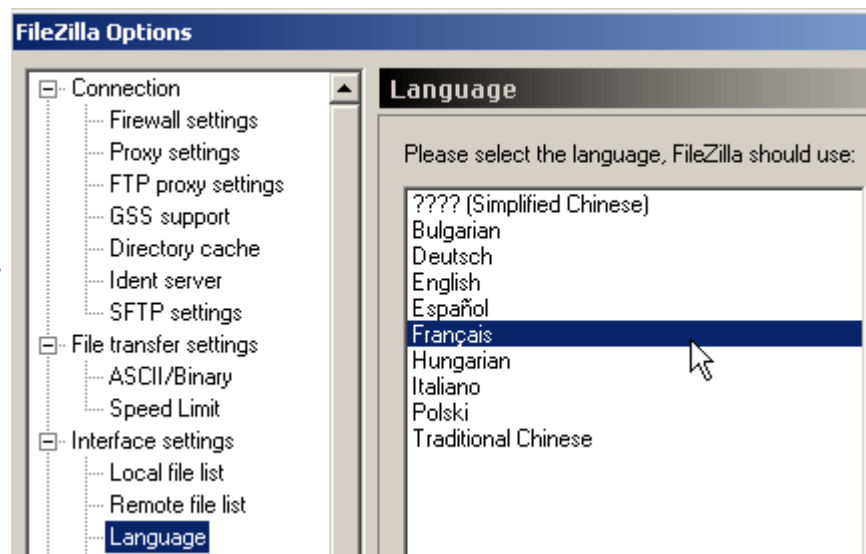 FileZilla Options
Connection
Firewall settings
Proxy settings
FTP proxy settings
GSS support
Directory cache
Ident server
SFTP settings
File transfer settings
ASCII/Binary
Speed Limit
Interface settings
Local file list
Remote file list
Language
Language
Please select the language, FileZilla should use:
???? (Simplified Chinese)
Bulgarian
Deutsch
English
Español
Français
Hungarian
Italiano
Polski
Traditional Chinese